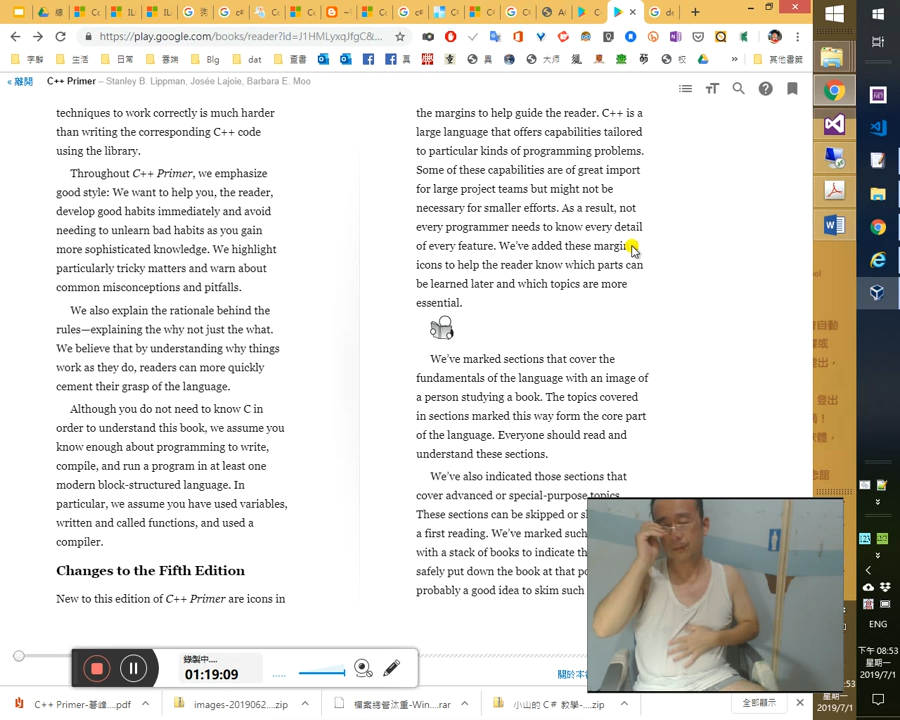 https://play.google.com/books/reader?id=J1HMLyxqJfgC&...
生活
日常
雲端
Blg
dat
查書
真
大师
異
校
其他書籤
« 離開
C++ Primer – Stanley B. Lippman, Josée Lajoie, Barbara E. Moo
techniques to work correctly is much harder
than writing the corresponding C++ code
using the library.
Throughout C++ Primer, we emphasize
good style: We want to help you, the reader,
develop good habits immediately and avoid
needing to unlearn bad habits as you gain
more sophisticated knowledge. We highlight
particularly tricky matters and warn about
common misconceptions and pitfalls.
We also explain the rationale behind the
rules—explaining the why not just the what.
We believe that by understanding why things
work as they do, readers can more quickly
cement their grasp of the language.
Although you do not need to know C in
order to understand this book, we assume you
know enough about programming to write,
compile, and run a program in at least one
modern block-structured language. In
particular, we assume you have used variables,
written and called functions, and used a
compiler.
Changes to the Fifth Edition
New to this edition of C++ Primer are icons in
the margins to help guide the reader. C++ is a
large language that offers capabilities tailored
to particular kinds of programming problems.
Some of these capabilities are of great import
for large project teams but might not be
necessary for smaller efforts. As a result, not
every programmer needs to know every detail
of every feature. We've added these margin
icons to help the reader know which parts can
be learned later and which topics are more
essential.
We've marked sections that cover the
fundamentals of the language with an image of
a person studying a book. The topics covered
in sections marked this way form the core part
of the language. Everyone should read and
understand these sections.
We've also indicated those sections that
cover advanced or special-purpose topics.
These sections can be skipped or
a first reading. We've marked such
with a stack of books to indicate
safely put down the book at that
probably a good idea to skim such
錄製中....
01:19:09
C++ Primer-碁峰....pdf
images-2019062....zip
檔案總管汰重-Win....rar
小山的 C# 教學-....zip
全部顯示
ENG
下午 08:53
星期一
2019/7/1